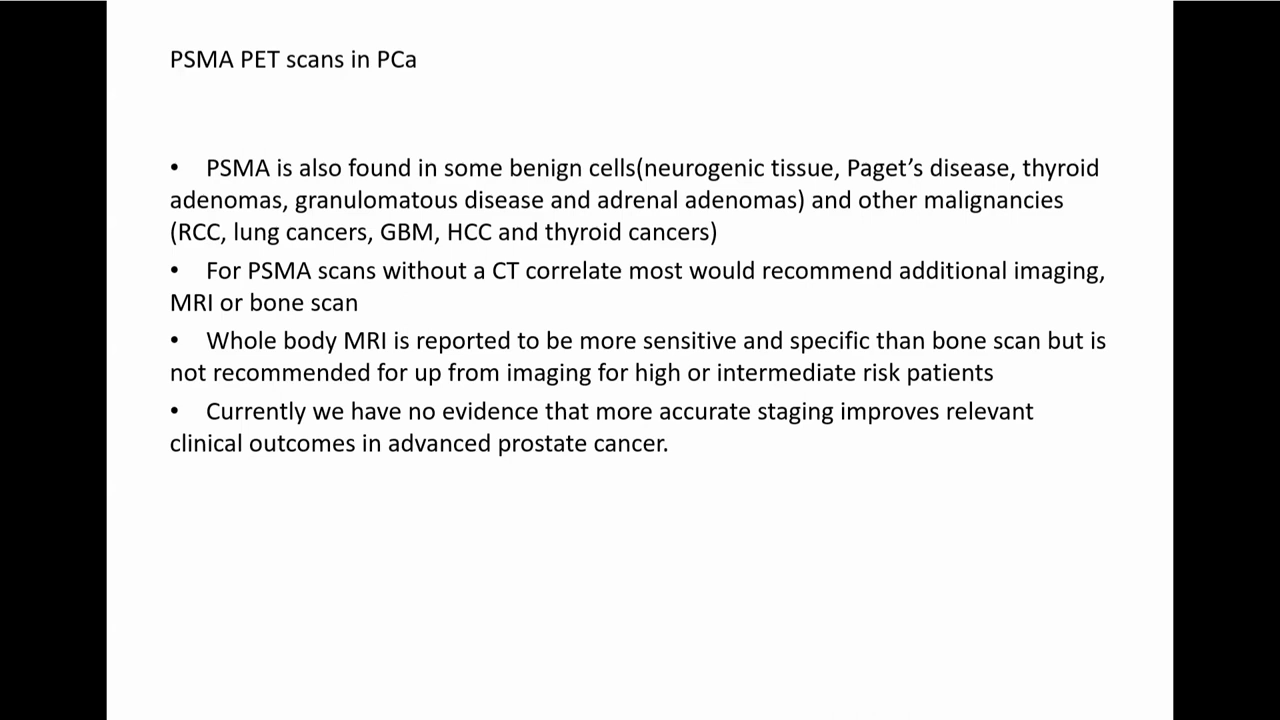 PSMA PET scans in PCa
• PSMA is also found in some benign cells(neurogenic tissue, Paget’s disease, thyroid
adenomas, granulomatous disease and adrenal adenomas) and other malignancies
(RCC, lung cancers, GBM, HCC and thyroid cancers)
• For PSMA scans without a CT correlate most would recommend additional imaging,
MRI or bone scan
• Whole body MRI is reported to be more sensitive and specific than bone scan but is
not recommended for up from imaging for high or intermediate risk patients
• Currently we have no evidence that more accurate staging improves relevant
clinical outcomes in advanced prostate cancer.